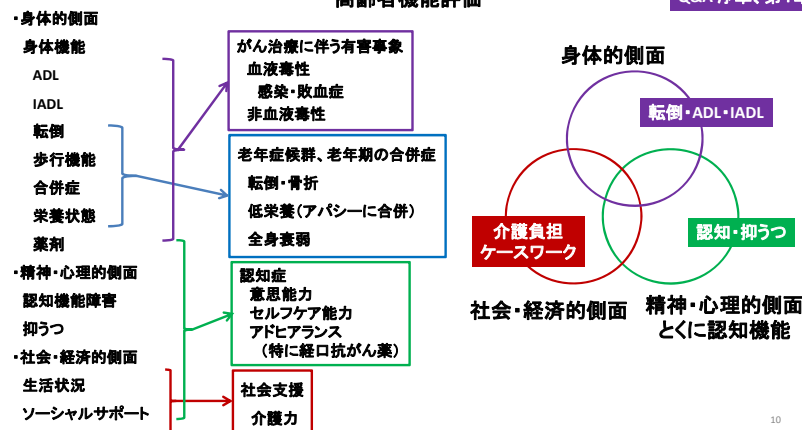 高齢者機能評価
・身体的側面
身体機能
ADL
IADL
転倒
歩行機能
合併症
栄養状態
薬剤
・精神・心理的側面
認知機能障害
抑うつ
・社会・経済的側面
生活状況
ソーシャルサポート
がん治療に伴う有害事象
血液毒性
感染・敗血症
非血液毒性
老年症候群、老年期の合併症
転倒・骨折
低栄養(アパシーに合併)
全身衰弱
認知症
意思能力
セルフケア能力
アドヒアランス
(特に経口抗がん薬)
社会支援
介護力
身体的側面
転倒・ADL・IADL
介護負担
ケースワーク
認知・抑うつ
社会・経済的側面
精神・心理的側面
とくに認知機能
10